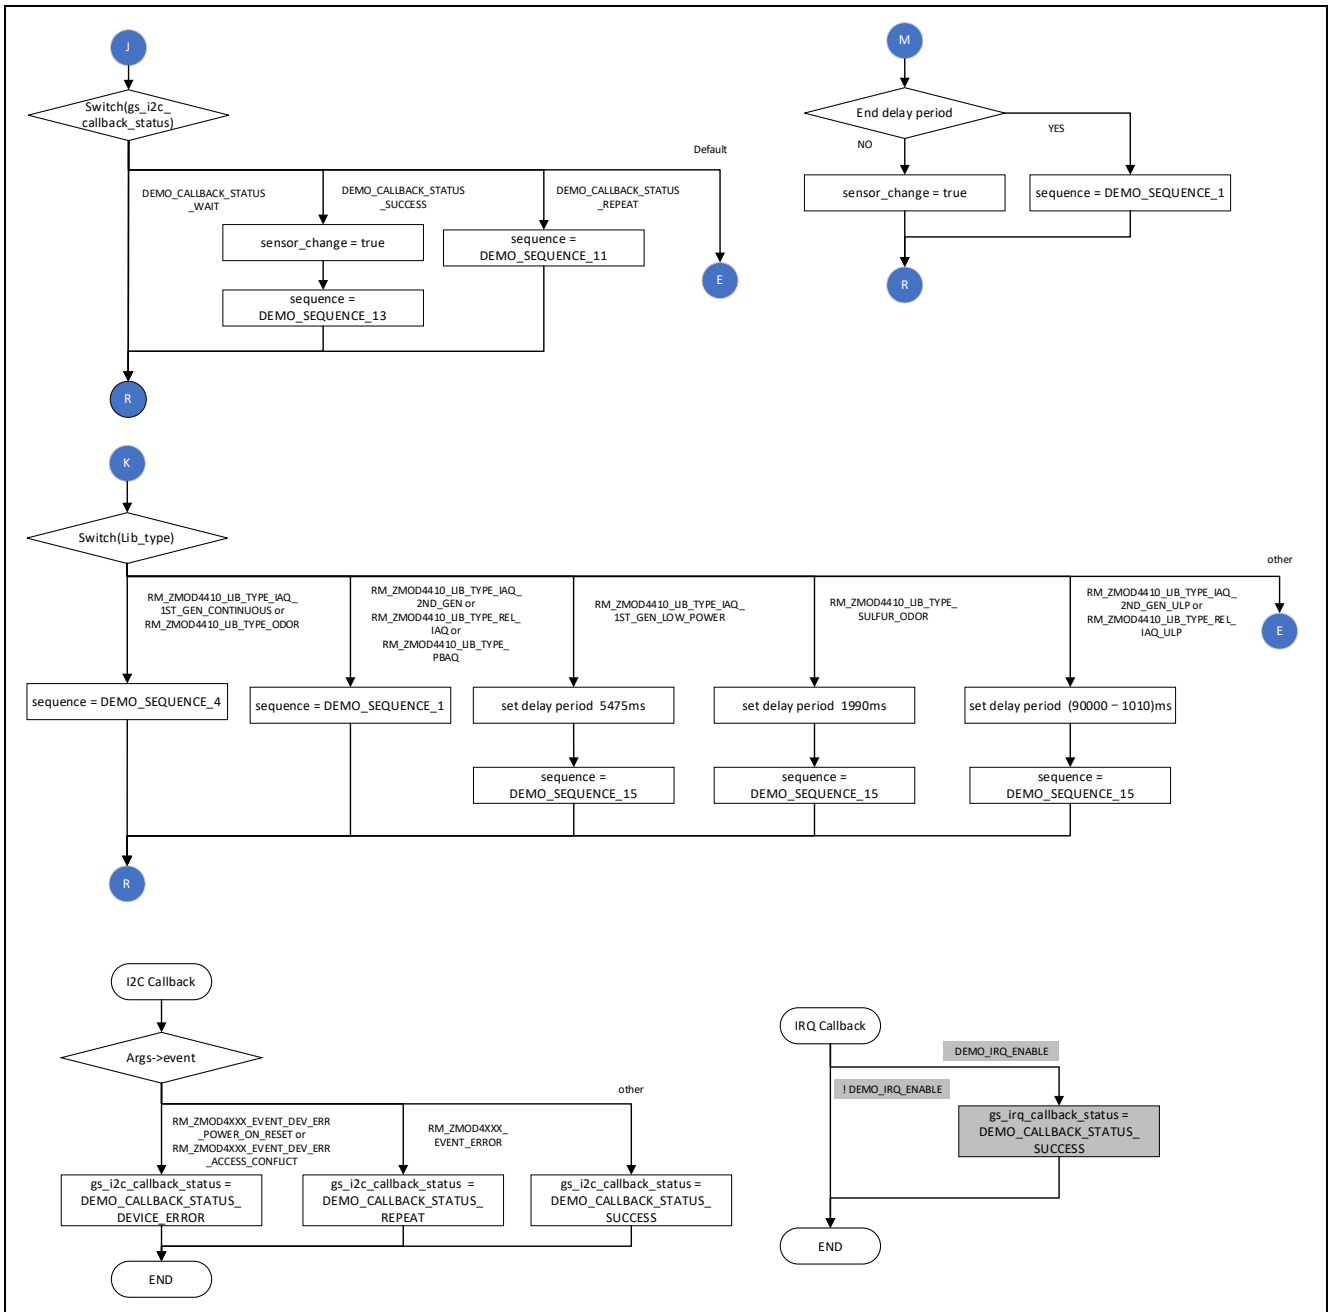 J
Switch(gs_i2c_
callback_status)
Default
DEMO_CALLBACK_STATUS
_WAIT
DEMO_CALLBACK_STATUS
_SUCCESS
DEMO_CALLBACK_STATUS
_REPEAT
sensor_change = true
sequence =
DEMO_SEQUENCE_13
sequence =
DEMO_SEQUENCE_11
E
R
M
End delay period
NO
YES
sensor_change = true
sequence = DEMO_SEQUENCE_1
R
K
Switch(Lib_type)
other
RM_ZMOD4410_LIB_TYPE_IAQ_
1ST_GEN_CONTINUOUS or
RM_ZMOD4410_LIB_TYPE_ODOR
RM_ZMOD4410_LIB_TYPE_IAQ_
2ND_GEN or
RM_ZMOD4410_LIB_TYPE_REL_
IAQ or
RM_ZMOD4410_LIB_TYPE_
PBAQ
RM_ZMOD4410_LIB_TYPE_IAQ_
1ST_GEN_LOW_POWER
RM_ZMOD4410_LIB_TYPE_
SULFUR_ODOR
RM_ZMOD4410_LIB_TYPE_IAQ_
2ND_GEN_ULP or
RM_ZMOD4410_LIB_TYPE_REL_
IAQ_ULP
E
sequence = DEMO_SEQUENCE_4
sequence = DEMO_SEQUENCE_1
set delay period 5475ms
set delay period 1990ms
set delay period (90000 – 1010)ms
sequence =
DEMO_SEQUENCE_15
sequence =
DEMO_SEQUENCE_15
sequence =
DEMO_SEQUENCE_15
R
I2C Callback
Args->event
other
RM_ZMOD4XXX_EVENT_DEV_ERR
_POWER_ON_RESET or
RM_ZMOD4XXX_EVENT_DEV_ERR
_ACCESS_CONFLICT
RM_ZMOD4XXX_
EVENT_ERROR
gs_i2c_callback_status =
DEMO_CALLBACK_STATUS_
DEVICE_ERROR
gs_i2c_callback_status =
DEMO_CALLBACK_STATUS_
REPEAT
gs_i2c_callback_status =
DEMO_CALLBACK_STATUS_
SUCCESS
END
IRQ Callback
DEMO_IRQ_ENABLE
! DEMO_IRQ_ENABLE
gs_irq_callback_status =
DEMO_CALLBACK_STATUS_
SUCCESS
END